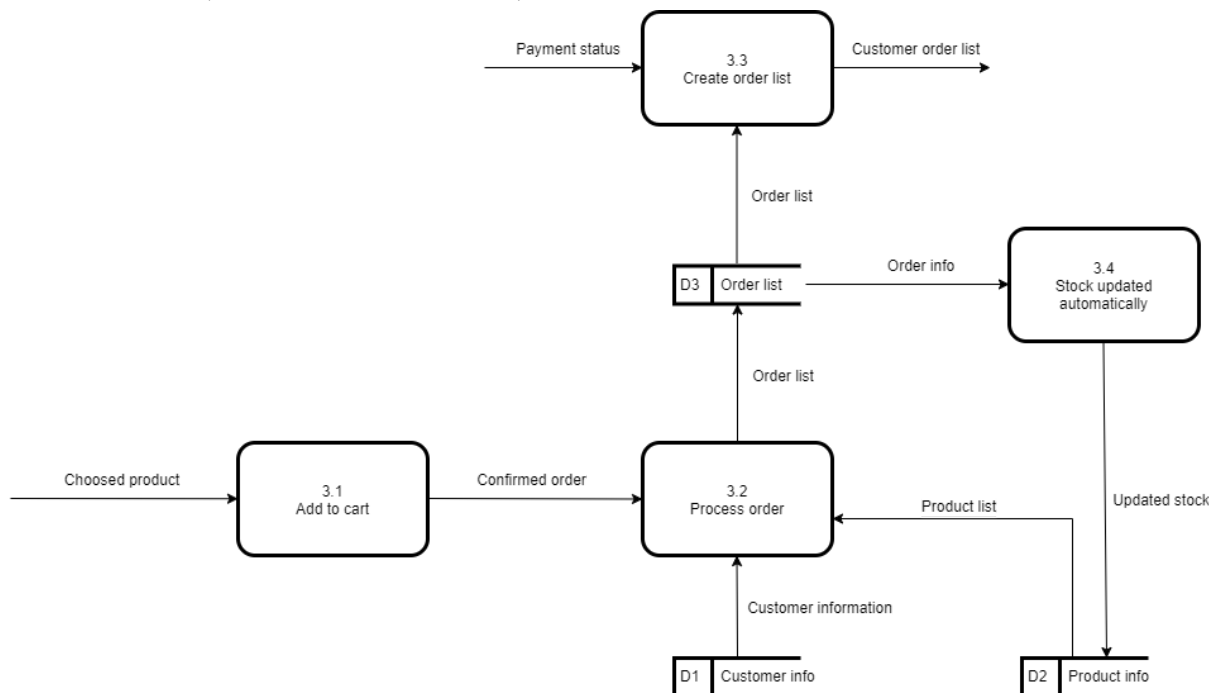 Payment status
3.3
Create order list
Customer order list
Order list
D3
Order list
Order info
3.4
Stock updated
automatically
Order list
Choosed product
3.1
Add to cart
Confirmed order
3.2
Process order
Product list
Updated stock
Customer information
D1
Customer info
D2
Product info